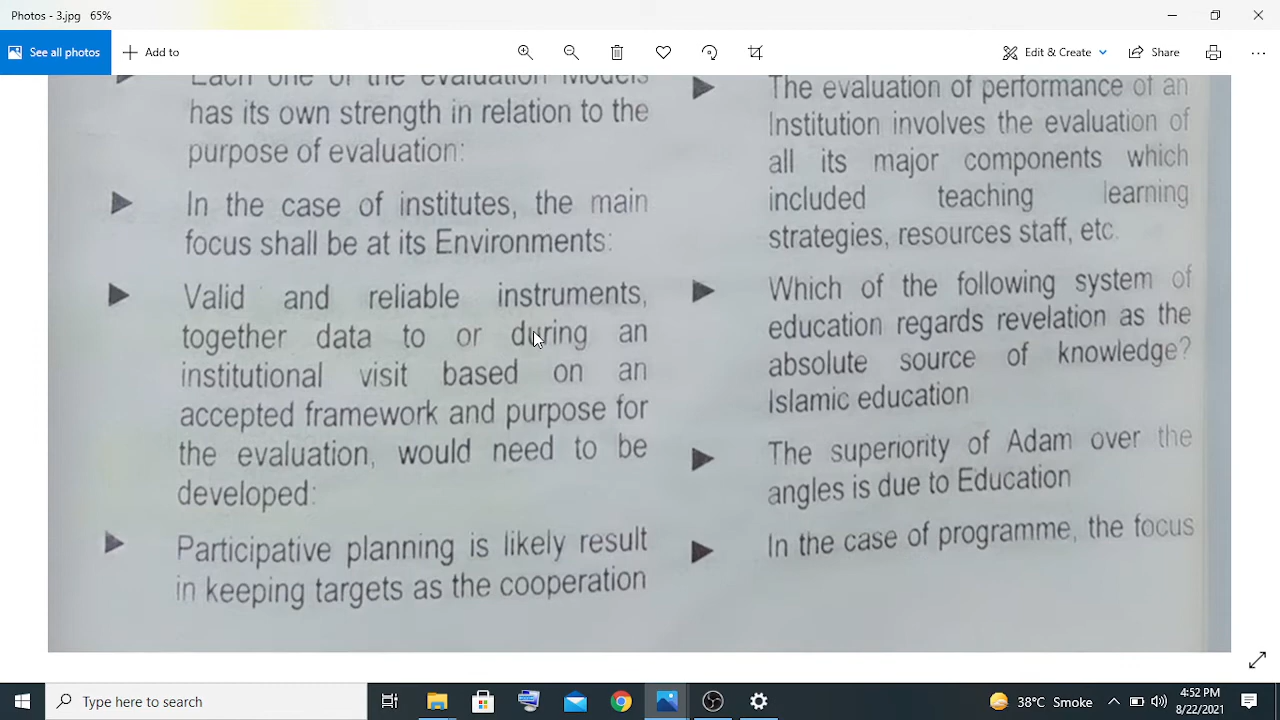 Photos - 3.jpg 65%
See all photos
Add to
Edit & Create
Share
Each one of the evaluation Models
has its own strength in relation to the
purpose of evaluation:
In the case of institutes, the main
focus shall be at its Environments:
Valid and reliable instruments,
together data to or during an
institutional visit based on an
accepted framework and purpose for
the evaluation, would need to be
developed:
Participative planning is likely result
in keeping targets as the cooperation
The evaluation of performance of an
Institution involves the evaluation of
all its major components which
included teaching learning
strategies, resources staff, etc.
Which of the following system of
education regards revelation as the
absolute source of knowledge?
Islamic education
The superiority of Adam over the
angles is due to Education
In the case of programme, the focus
Type here to search
38°C Smoke
4:52 PM
8/22/2021